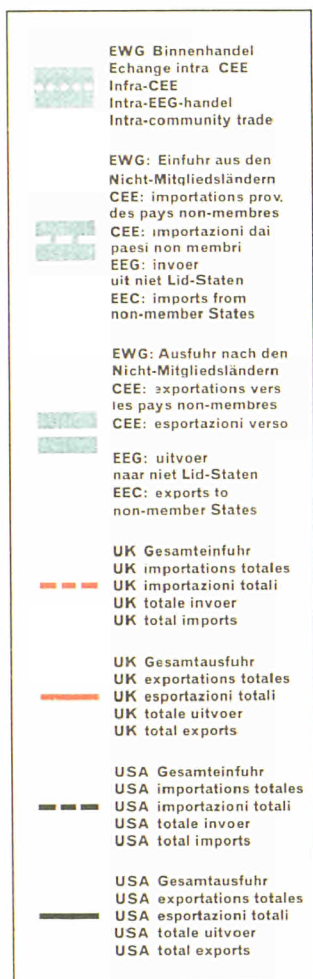 EWG Binnenhandel
Echange intra CEE
Infra-CEE
Intra-EEG-handel
Intra-community trade
EWG: Einfuhr aus den
Nicht-Mitgliedsländern
CEE: importations prov.
des pays non-membres
CEE: importazioni dai
paesi non membri
EEG: invoer
uit niet Lid-Staten
EEC: imports from
non-member States
EWG: Ausfuhr nach den
Nicht-Mitgliedsländern
CEE: exportations vers
les pays non-membres
CEE: esportazioni verso
EEG: uitvoer
naar niet Lid-Staten
EEC: exports to
non-member States
UK Gesamteinfuhr
UK importations totales
UK importazioni totali
UK totale invoer
UK total imports
UK Gesamtausfuhr
UK exportations totales
UK esportazioni totali
UK totale uitvoer
UK total exports
USA Gesamteinfuhr
USA importations totales
USA importazioni totali
USA totale invoer
USA total imports
USA Gesamtausfuhr
USA exportations totales
USA esportazioni totali
USA totale uitvoer
USA total exports